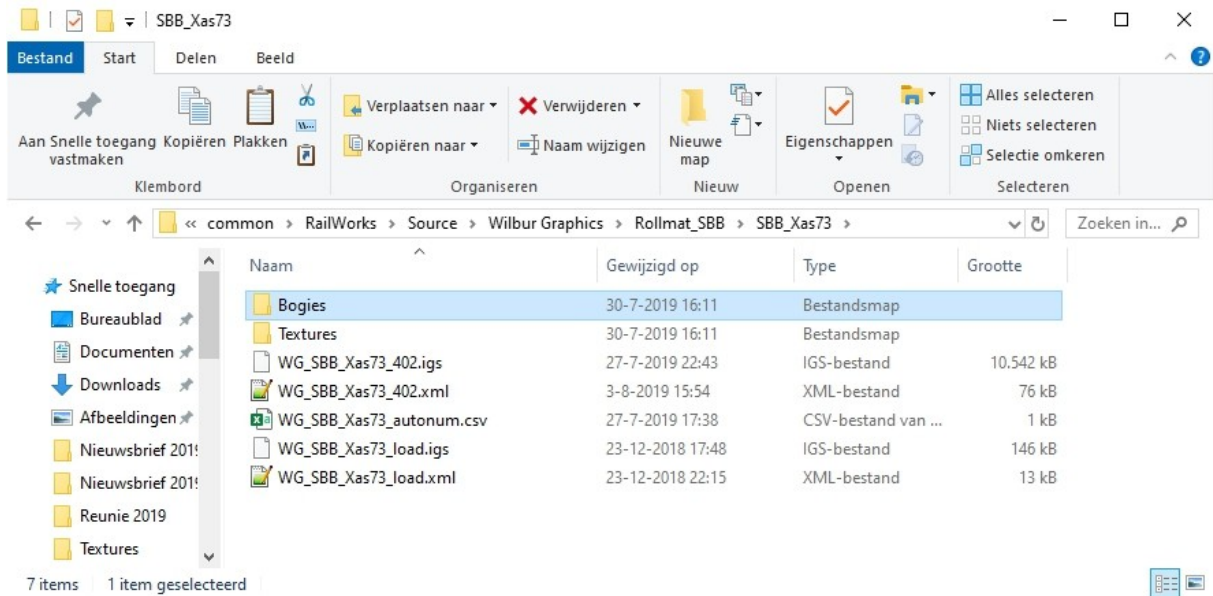 SBB_Xas73
Bestand Start Delen Beeld
Aan Snelle toegang vastmaken
Kopiëren
Plakken
Klembord
Verplaatsen naar
Kopiëren naar
Verwijderen
Naam wijzigen
Organiseren
Nieuwe map
Nieuw
Eigenschappen
Openen
Alles selecteren
Niets selecteren
Selectie omkeren
Selecteren
« common › RailWorks › Source › Wilbur Graphics › Rollmat_SBB › SBB_Xas73 ›
Zoeken in...
Snelle toegang
Bureaublad
Documenten
Downloads
Afbeeldingen
Nieuwsbrief 2019
Nieuwsbrief 2019
Reunie 2019
Textures
Naam Gewijzigd op Type Grootte
Bogies 30-7-2019 16:11 Bestandsmap
Textures 30-7-2019 16:11 Bestandsmap
WG_SBB_Xas73_402.igs 27-7-2019 22:43 IGS-bestand 10.542 kB
WG_SBB_Xas73_402.xml 3-8-2019 15:54 XML-bestand 76 kB
WG_SBB_Xas73_autonum.csv 27-7-2019 17:38 CSV-bestand van ... 1 kB
WG_SBB_Xas73_load.igs 23-12-2018 17:48 IGS-bestand 146 kB
WG_SBB_Xas73_load.xml 23-12-2018 22:15 XML-bestand 13 kB
7 items 1 item geselecteerd